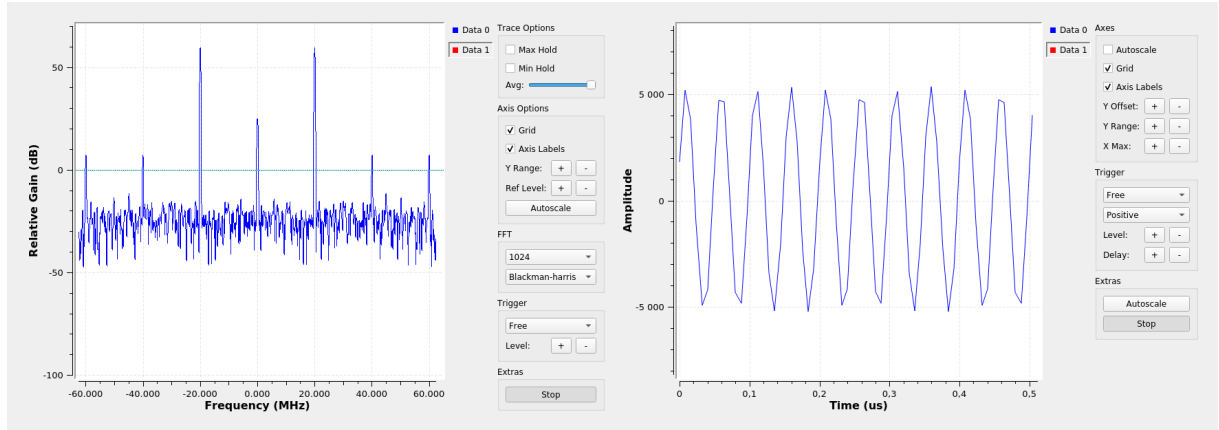 Relative Gain (dB)
50
0
-50
-100
-60.000 -40.000 -20.000 0.000 20.000 40.000 60.000
Frequency (MHz)
Data 0
Data 1
Trace Options
Max Hold
Min Hold
Avg:
Axis Options
Grid
Axis Labels
Y Range: + -
Ref Level: + -
Autoscale
FFT
1024
Blackman-harris
Trigger
Free
Level: + -
Extras
Stop
Amplitude
5 000
0
-5 000
0 0,1 0,2 0,3 0,4 0,5
Time (us)
Data 0
Data 1
Axes
Autoscale
Grid
Axis Labels
Y Offset: + -
Y Range: + -
X Max: + -
Trigger
Free
Positive
Level: + -
Delay: + -
Extras
Autoscale
Stop